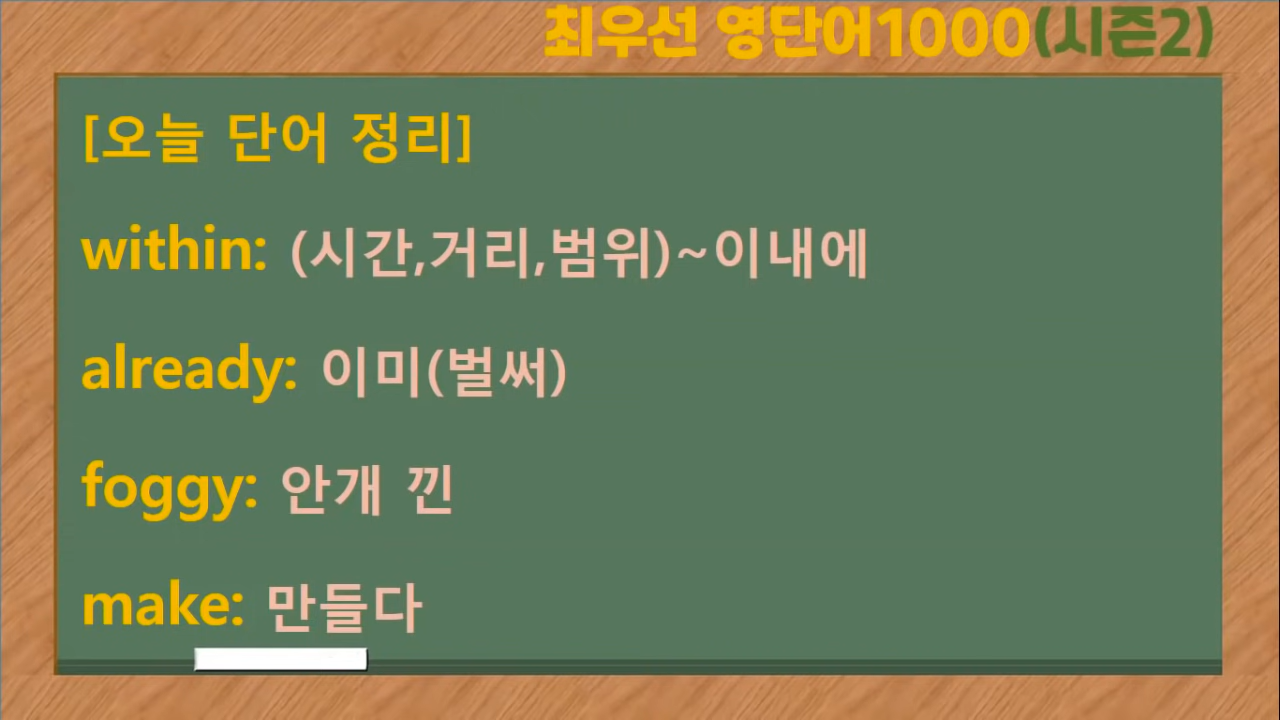 최우선 영단어1000(시즌2)
[오늘 단어 정리]
within: (시간,거리,범위)~이내에
already: 이미(벌써)
foggy: 안개 낀
make: 만들다